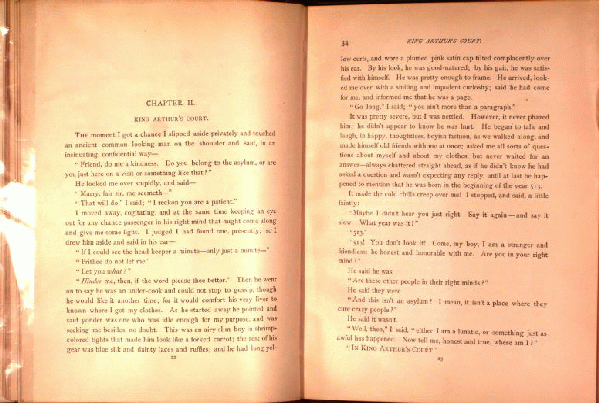 CHAPTER II.
KING ARTHUR'S COURT.
THE moment I got a chance I slipped aside privately and touched
an ancient common looking man on the shoulder and said, in an
insinuating, confidential way—
"Friend, do me a kindness. Do you belong to the asylum, or are
you just here on a visit or something like that?"
He looked me over stupidly, and said—
"Marry, fair sir, me seemeth—"
"That will do," I said; "I reckon you are a patient."
I moved away, cogitating, and at the same time keeping an eye
out for any chance passenger in his right mind that might come along
and give me some light. I judged I had found one, presently; so I
drew him aside and said in his ear—
"If I could see the head keeper a minute—only just a minute—"
"Prithee do not let me."
"Let you what?"
"Hinder me, then, if the word please thee better." Then he went
on to say he was an under-cook and could not stop to gossip, though
he would like it another time; for it would comfort his very liver to
known where I got my clothes. As he started away he pointed and
said yonder was one who was idle enough for my purpose, and was
seeking me besides, no doubt. This was an airy slim boy in shrimp-
colored tights that made him look like a forked carrot; the rest of his
gear was blue silk and dainty laces and ruffles; and he had long yel-
34
KING ARTHUR'S COURT.
low curls, and wore a plumed pink satin cap tilted complacently over
his ear. By his look, he was good-natured; by his gait, he was satis-
fied with himself. He was pretty enough to frame. He arrived, look-
ed me over with a smiling and impudent curiosity; said he had come
for me, and informed me that he was a page.
"Go 'long," I said; "you ain't more than a paragraph."
It was pretty severe, but I was nettled. However, it never phazed
him; he didn't appear to know he was hurt. He began to talk and
laugh, in happy, thoughtless, boyish fashion, as we walked along, and
made himself old friends with me at once; asked me all sorts of ques-
tions about myself and about my clothes, but never waited for an
answer—always chattered straight ahead, as if he didn't know he had
asked a question and wasn't expecting any reply, until at last he hap-
pened to mention that he was born in the beginning of the year 513.
It made the cold chills creep over me! I stopped, and said, a little
faintly:
"Maybe I didn't hear you just right. Say it again—and say it
slow. What year was it?"
"513."
"513! You don't look it! Come, my boy, I am a stranger and
friendless: be honest and honorable with me. Are you in your right
mind?"
He said he was.
"Are these other people in their right minds?"
He said they were.
"And this isn't an asylum? I mean, it isn't a place where they
cure crazy people?"
He said it wasn't.
"Well, then," I said, "either I am a lunatic, or something just as
awful has happened. Now tell me, honest and true, where am I?"
"IN KING ARTHUR'S COURT."